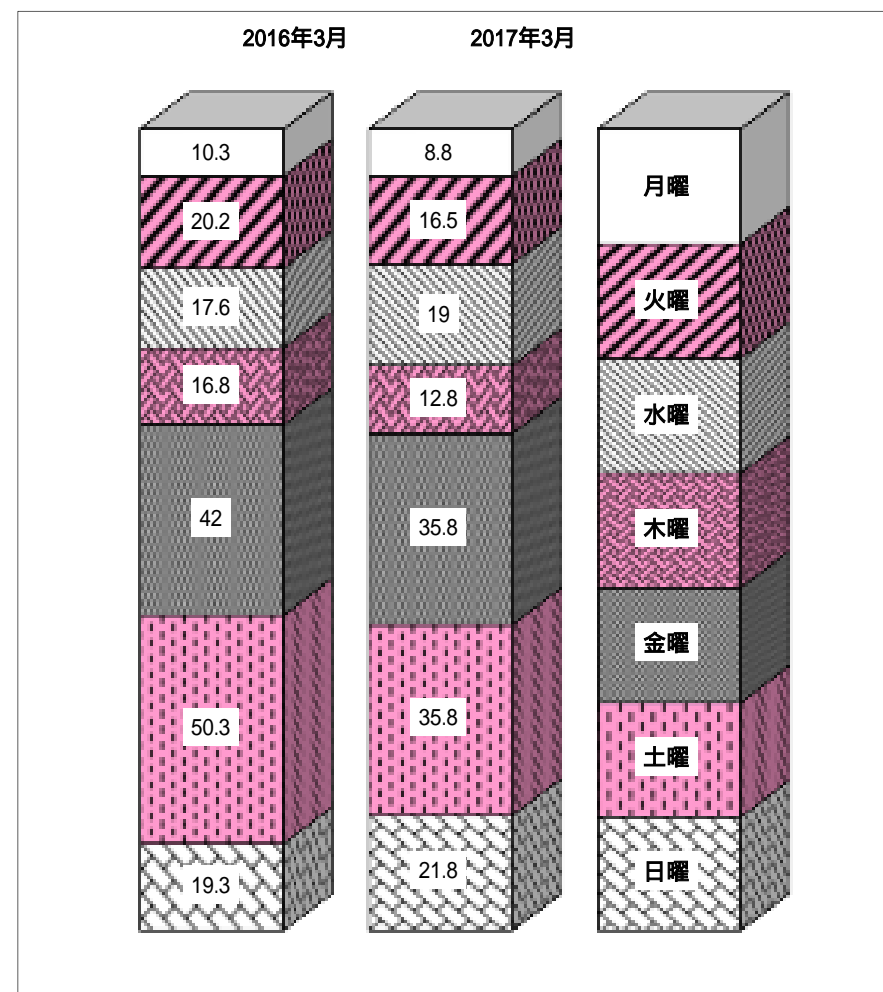 2016年3月 2017年3月
10.3 8.8 月曜
20.2 16.5 火曜
17.6 19 水曜
16.8 12.8 木曜
42 35.8 金曜
50.3 35.8 土曜
19.3 21.8 日曜